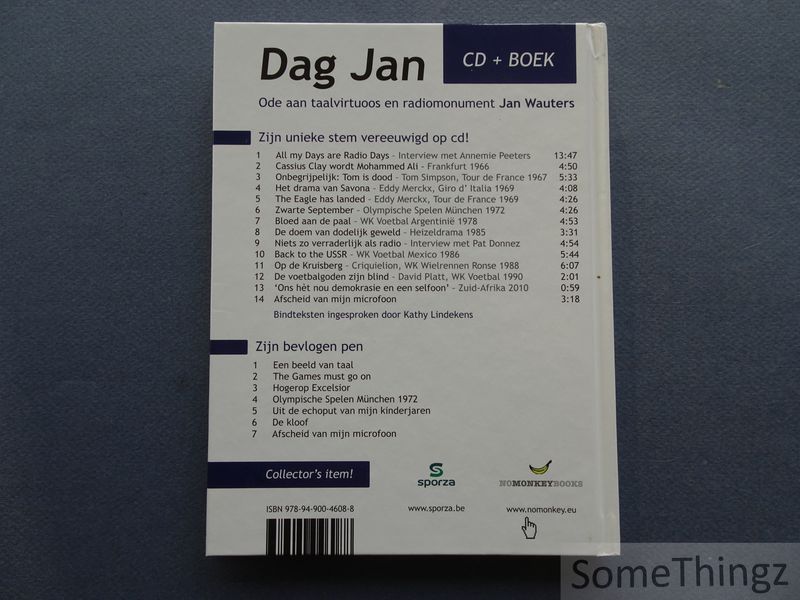 Dag Jan
CD + BOEK
Ode aan taalvirtuoos en radiomonument Jan Wauters
Zijn unieke stem vereeuwigd op cd!
1 All my Days are Radio Days - Interview met Annemie Peeters 13:47
2 Cassius Clay wordt Mohammed Ali - Frankfurt 1966 4:50
3 Onbegrijpelijk: Tom is dood - Tom Simpson, Tour de France 1967 5:33
4 Het drama van Savona - Eddy Merckx, Giro d' Italia 1969 4:08
5 The Eagle has landed - Eddy Merckx, Tour de France 1969 4:26
6 Zwarte September - Olympische Spelen München 1972 4:26
7 Bloed aan de paal - WK Voetbal Argentinië 1978 4:53
8 De doem van dodelijk geweld - Heizeldrama 1985 3:31
9 Niets zo verraderlijk als radio - Interview met Pat Donnez 4:54
10 Back to the USSR - WK Voetbal Mexico 1986 5:44
11 Op de Kruisberg - Criquielion, WK Wielrennen Ronse 1988 6:07
12 De voetbalgoden zijn blind - David Platt, WK Voetbal 1990 2:01
13 'Ons hèt nou demokrasie en een selfoon' - Zuid-Afrika 2010 0:59
14 Afscheid van mijn microfoon 3:18
Bindteksten ingesproken door Kathy Lindekens
Zijn bevlogen pen
1 Een beeld van taal
2 The Games must go on
3 Hogerop Excelsior
4 Olympische Spelen München 1972
5 Uit de echoput van mijn kinderjaren
6 De kloof
7 Afscheid van mijn microfoon
Collector's item!
sporza
NOMONKEYBOOKS
ISBN 978-94-900-4608-8
www.sporza.be
www.nomonkey.eu
SomeThingz